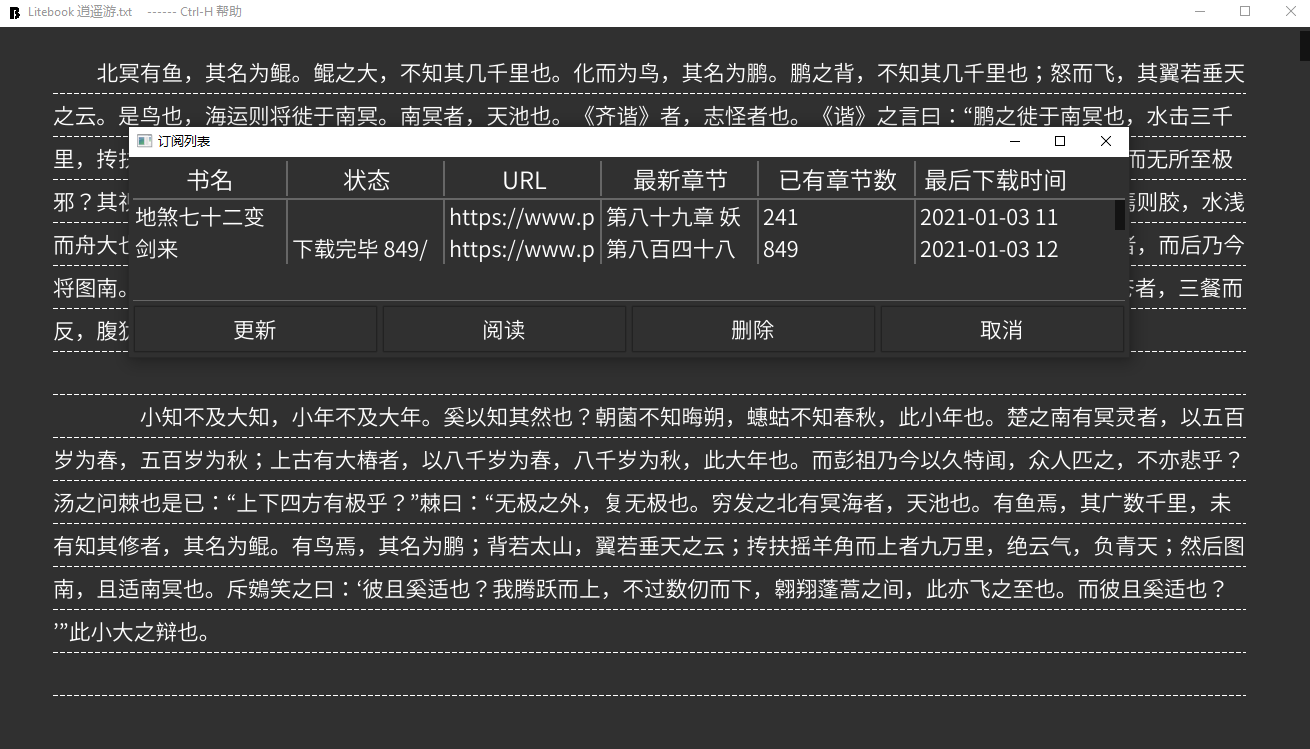 Litebook 逍遥游.txt ------ Ctrl-H 帮助
北冥有鱼，其名为鲲。鲲之大，不知其几千里也。化而为鸟，其名为鹏。鹏之背，不知其几千里也；怒而飞，其翼若垂天
之云。是鸟也，海运则将徙于南冥。南冥者，天池也。《齐谐》者，志怪者也。《谐》之言曰：“鹏之徙于南冥也，水击三千
里，抟 而无所至极
邪？其 则胶，水浅
而舟大 ，而后乃今
将图南。 者，三餐而
反，腹
订阅列表
书名 状态 URL 最新章节 已有章节数 最后下载时间
地煞七十二变 https://www.p 第八十九章 妖 241 2021-01-03 11
剑来 下载完毕 849/ https://www.p 第八百四十八 849 2021-01-03 12
更新 阅读 删除 取消
小知不及大知，小年不及大年。奚以知其然也？朝菌不知晦朔，蟪蛄不知春秋，此小年也。楚之南有冥灵者，以五百
岁为春，五百岁为秋；上古有大椿者，以八千岁为春，八千岁为秋，此大年也。而彭祖乃今以久特闻，众人匹之，不亦悲乎？
汤之问棘也是已：“上下四方有极乎？”棘曰：“无极之外，复无极也。穷发之北有冥海者，天池也。有鱼焉，其广数千里，未
有知其修者，其名为鲲。有鸟焉，其名为鹏；背若太山，翼若垂天之云；抟扶摇羊角而上者九万里，绝云气，负青天；然后图
南，且适南冥也。斥鴳笑之曰：‘彼且奚适也？我腾跃而上，不过数仞而下，翱翔蓬蒿之间，此亦飞之至也。而彼且奚适也？
’”此小大之辩也。